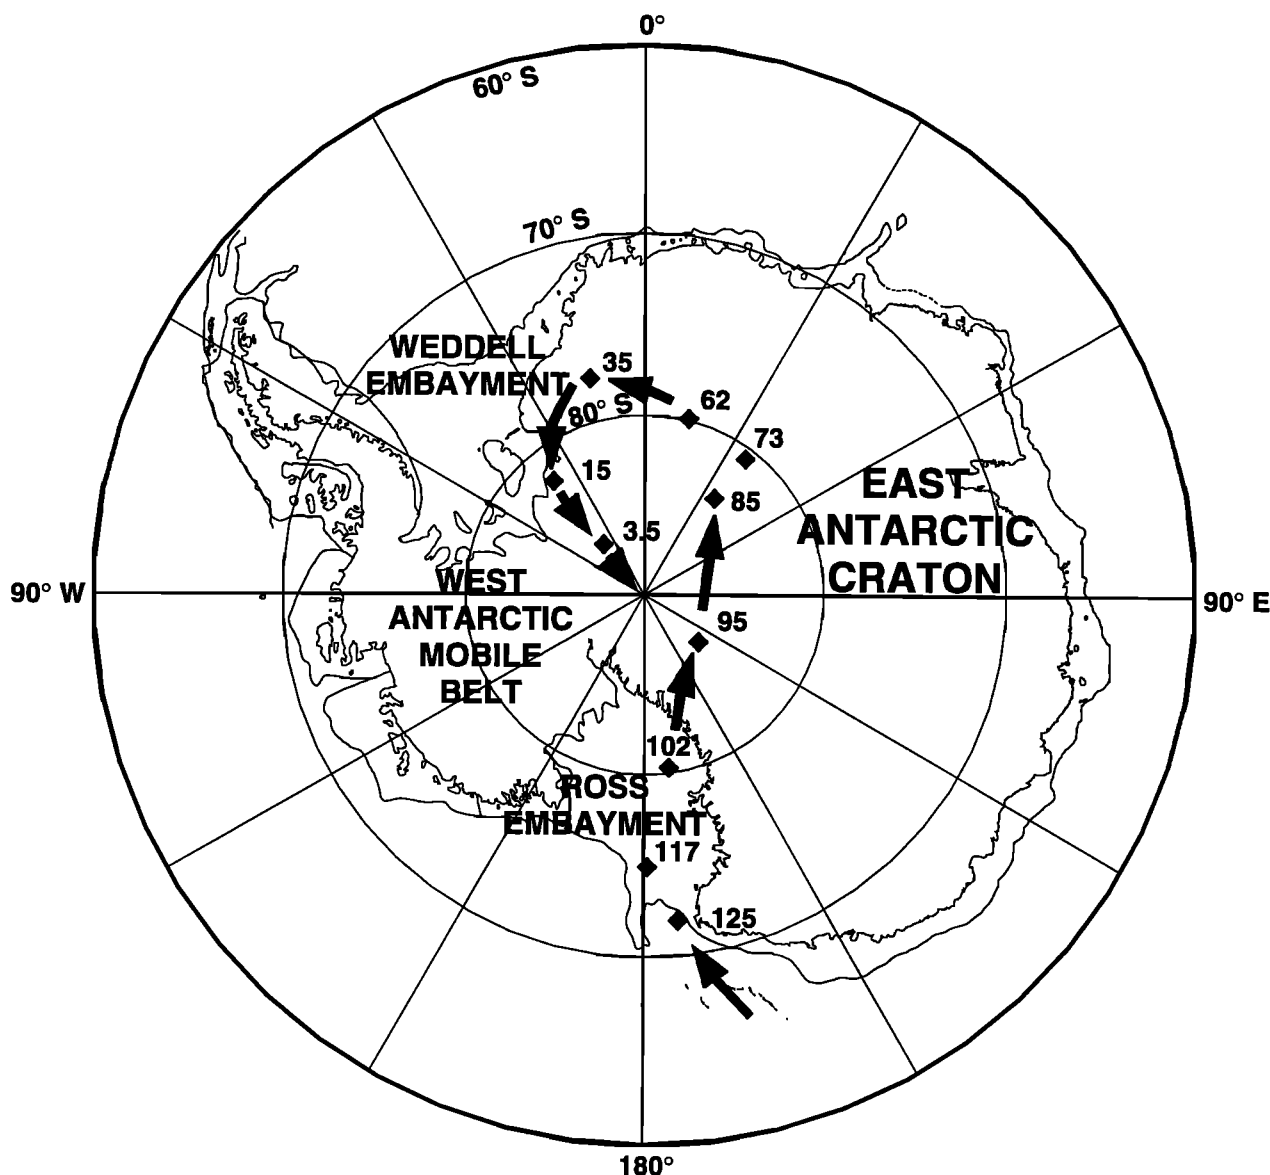 0°
60° S
70° S
WEDDELL
EMBAYMENT
35
80° S
62
73
15
85
EAST
ANTARCTIC
CRATON
3.5
90° W
WEST
ANTARCTIC
MOBILE
BELT
90° E
95
102
ROSS
EMBAYMENT
117
125
180°